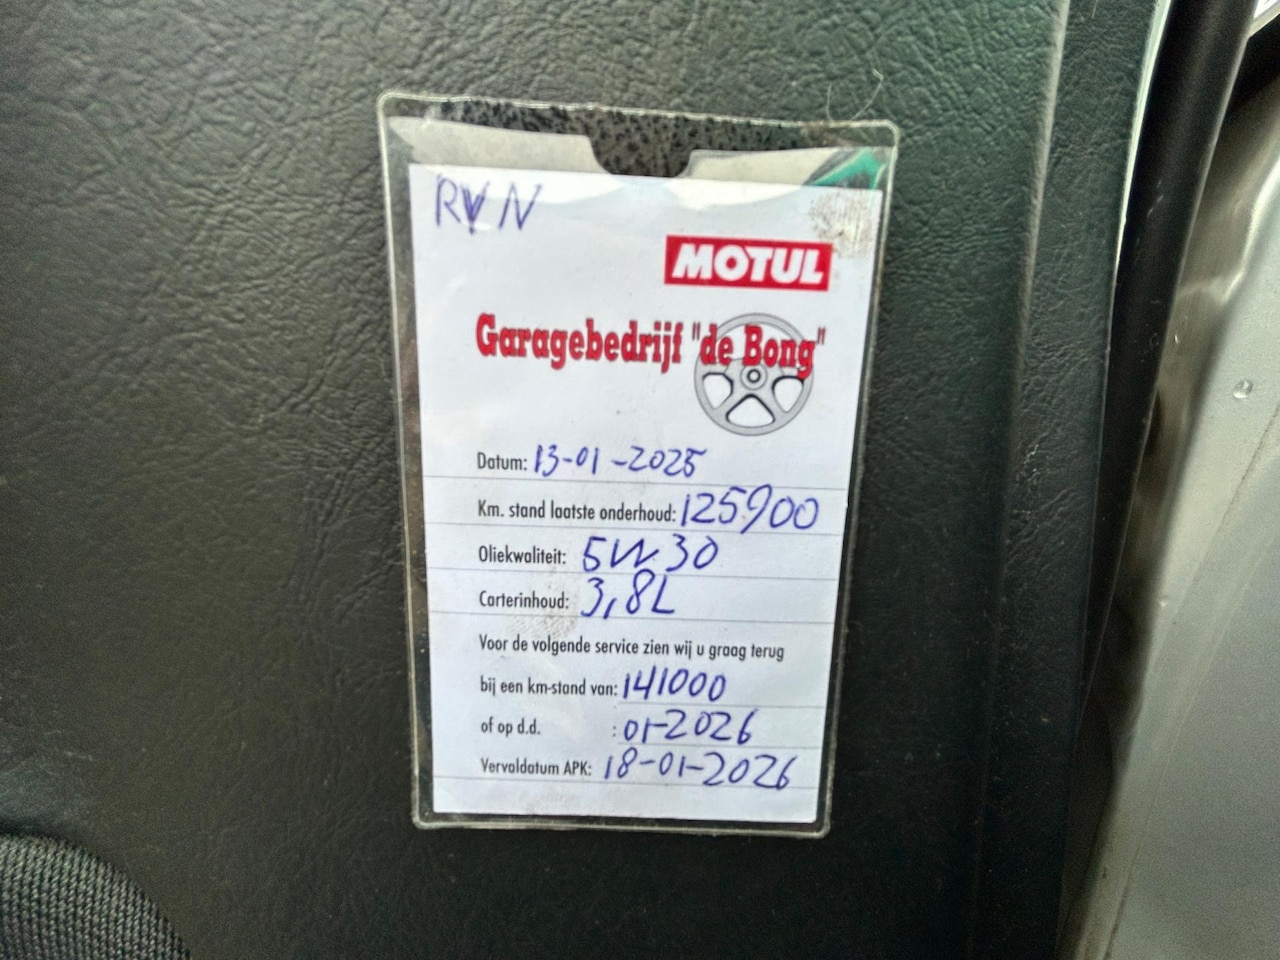 RVN
MOTUL
Garagebedrijf "de Bong"
Datum: 13-01-2025
Km. stand laatste onderhoud: 125900
Oliekwaliteit: 5W30
Carterinhoud: 3,8L
Voor de volgende service zien wij u graag terug
bij een km-stand van: 141000
of op d.d. : 01-2026
Vervaldatum APK: 18-01-2026